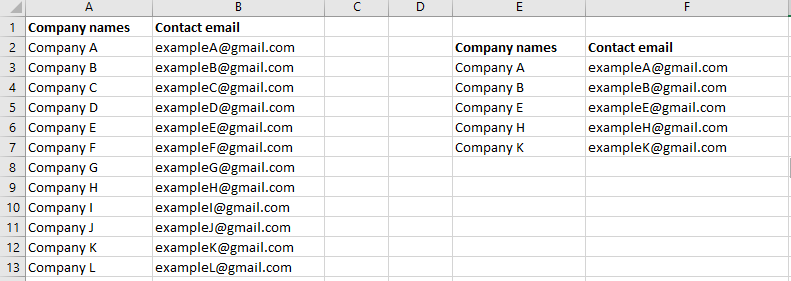 A B C D E F
1 Company names Contact email
2 Company A exampleA@gmail.com Company names Contact email
3 Company B exampleB@gmail.com Company A exampleA@gmail.com
4 Company C exampleC@gmail.com Company B exampleB@gmail.com
5 Company D exampleD@gmail.com Company E exampleE@gmail.com
6 Company E exampleE@gmail.com Company H exampleH@gmail.com
7 Company F exampleF@gmail.com Company K exampleK@gmail.com
8 Company G exampleG@gmail.com
9 Company H exampleH@gmail.com
10 Company I exampleI@gmail.com
11 Company J exampleJ@gmail.com
12 Company K exampleK@gmail.com
13 Company L exampleL@gmail.com